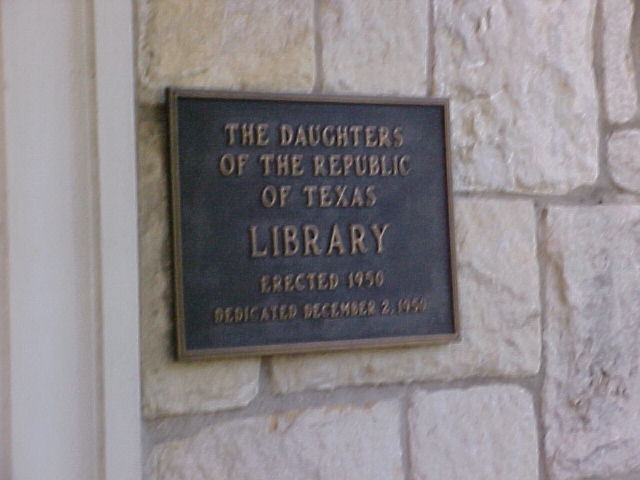 THE DAUGHTERS
OF THE REPUBLIC
OF TEXAS
LIBRARY
ERECTED 1950
DEDICATED DECEMBER 2, 1950